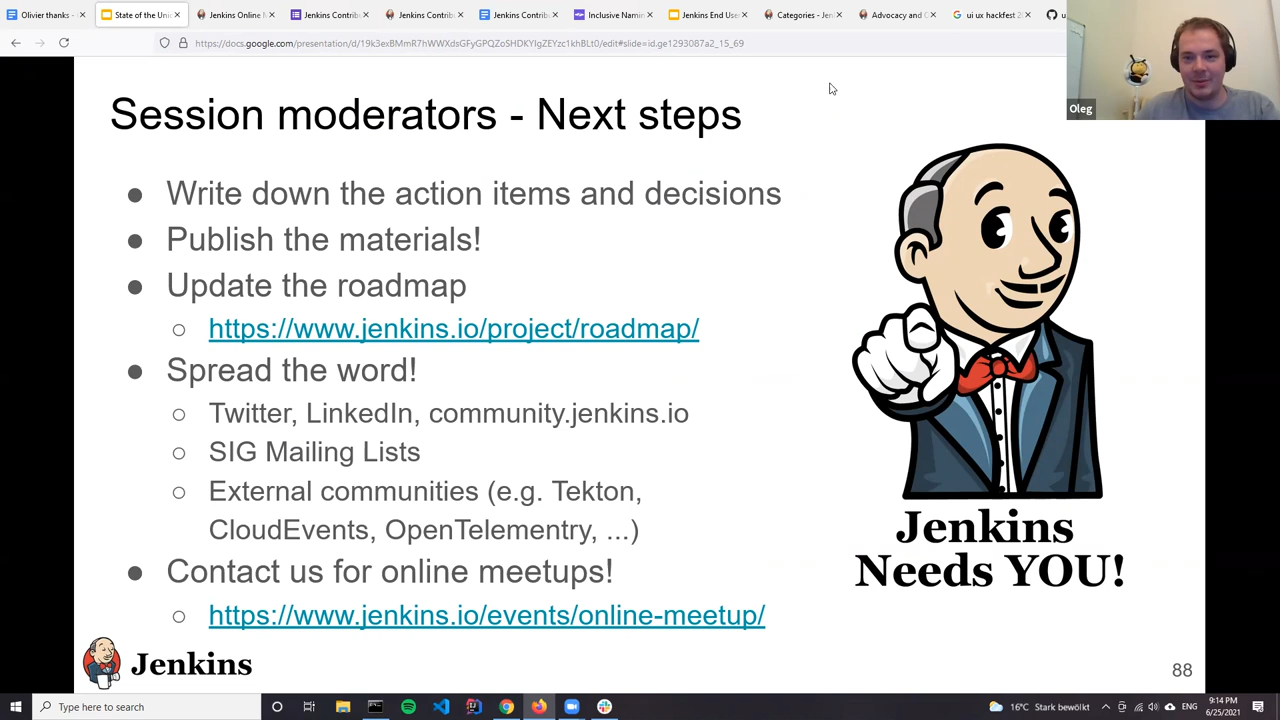 Olivier thanks -
State of the Un
Jenkins Online M
Jenkins Contrib
Jenkins Contrib
Jenkins Contrib
Inclusive Namin
Jenkins End User
Categories - Jen
Advocacy and O
ui ux hackfest 2
https://docs.google.com/presentation/d/19k3eBMmR7hWWXdsGFyGPQZoSHDKYIgZEYzc1khBLt0/edit#slide=id.ge1293087a2_15_69
Oleg
Session moderators - Next steps
● Write down the action items and decisions
● Publish the materials!
● Update the roadmap
○ https://www.jenkins.io/project/roadmap/
● Spread the word!
○ Twitter, LinkedIn, community.jenkins.io
○ SIG Mailing Lists
○ External communities (e.g. Tekton,
CloudEvents, OpenTelementry, ...)
● Contact us for online meetups!
○ https://www.jenkins.io/events/online-meetup/
Jenkins
Needs YOU!
Jenkins
88
Type here to search
16°C Stark bewölkt
ENG
9:14 PM
6/25/2021